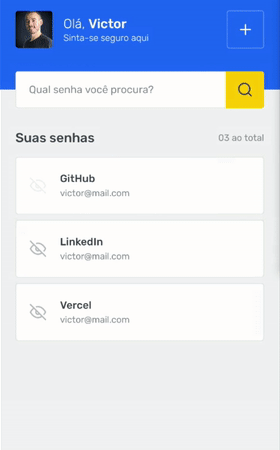 Olá, Victor
Sinta-se seguro aqui
Qual senha você procura?
Suas senhas
03 ao total
GitHub
victor@mail.com
LinkedIn
victor@mail.com
Vercel
victor@mail.com